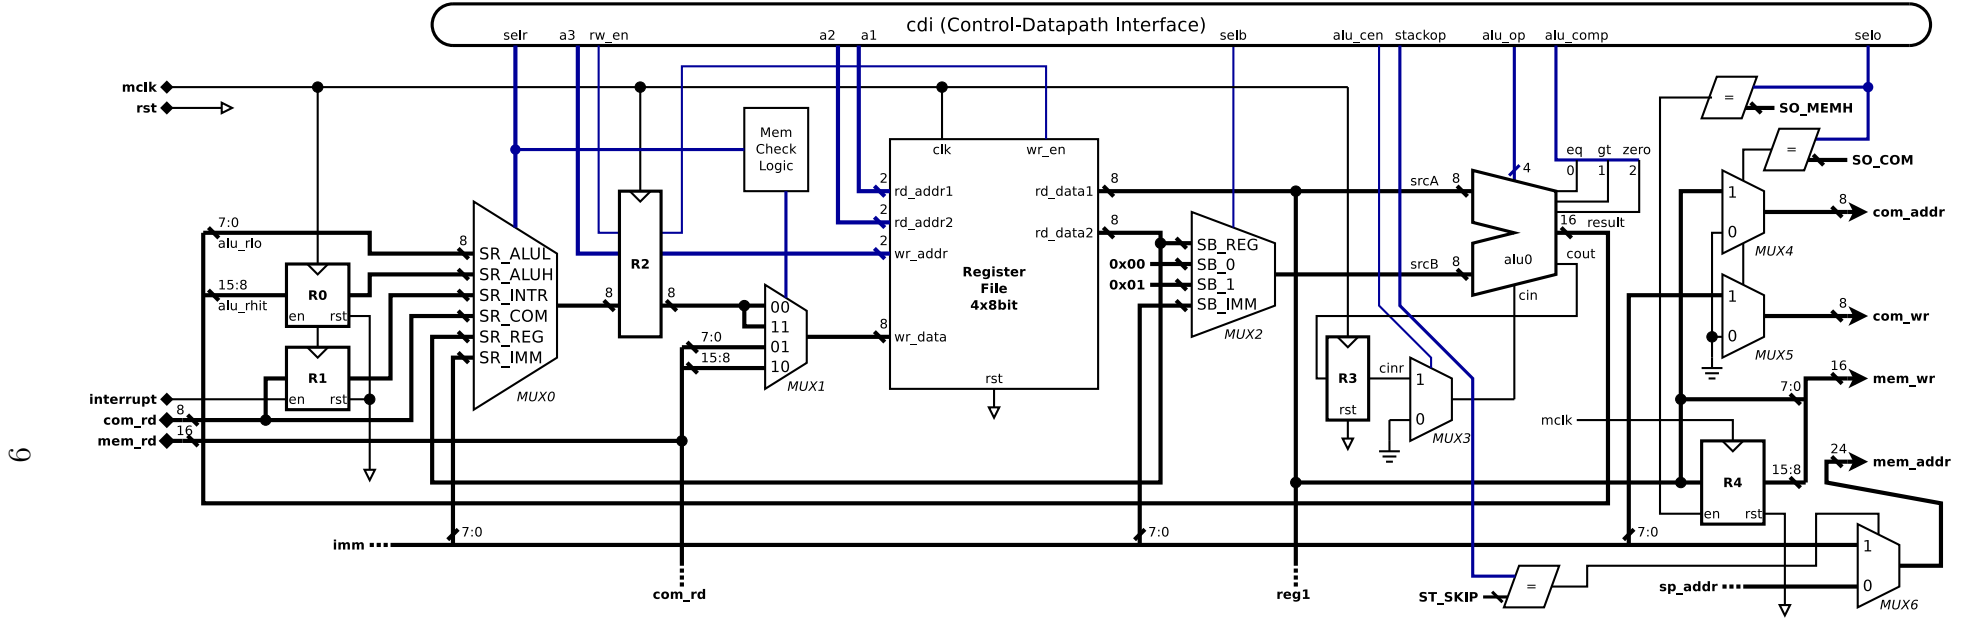 cdi (Control-Datapath Interface)
selr a3 rw_en a2 a1 selb alu_cen stackop alu_op alu_comp selo
mclk
rst
Mem
Check
Logic
clk
wr_en
=
SO_MEMH
=
SO_COM
eq gt zero
0 1 2
4
2
rd_addr1
rd_data1
8
srcA
8
2
rd_addr2
rd_data2
8
2
wr_addr
7:0
alu_rlo
8
SR_ALUL
SR_ALUH
SR_INTR
SR_COM
SR_REG
SR_IMM
MUX0
15:8
alu_rhit
R0
en
rst
R1
en
rst
R2
8
8
00
11
01
10
MUX1
7:0
15:8
8
wr_data
Register
File
4x8bit
rst
SB_REG
SB_0
SB_1
SB_IMM
MUX2
0x00
0x01
srcB
8
alu0
16
result
cout
cin
1
0
MUX4
8
com_addr
1
0
MUX5
8
com_wr
R3
rst
cinr
1
0
MUX3
interrupt
com_rd
8
mem_rd
16
16
mem_wr
7:0
mclk
R4
en
rst
15:8
24
mem_addr
imm
7:0
7:0
7:0
com_rd
reg1
ST_SKIP
=
sp_addr
1
0
MUX6
9